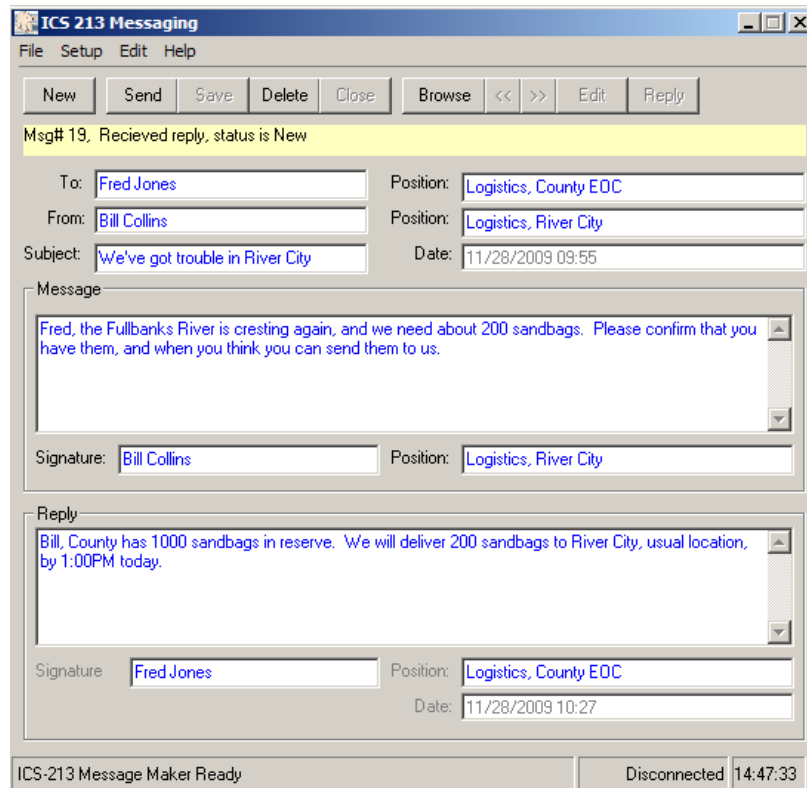 ICS 213 Messaging
File Setup Edit Help
New Send Save Delete Close Browse << >> Edit Reply
Msg# 19, Recieved reply, status is New
To: Fred Jones Position: Logistics, County EOC
From: Bill Collins Position: Logistics, River City
Subject: We've got trouble in River City Date: 11/28/2009 09:55
Message
Fred, the Fullbanks River is cresting again, and we need about 200 sandbags. Please confirm that you
have them, and when you think you can send them to us.
Signature: Bill Collins Position: Logistics, River City
Reply
Bill, County has 1000 sandbags in reserve. We will deliver 200 sandbags to River City, usual location,
by 1:00PM today.
Signature Fred Jones Position: Logistics, County EOC
Date: 11/28/2009 10:27
ICS-213 Message Maker Ready Disconnected 14:47:33